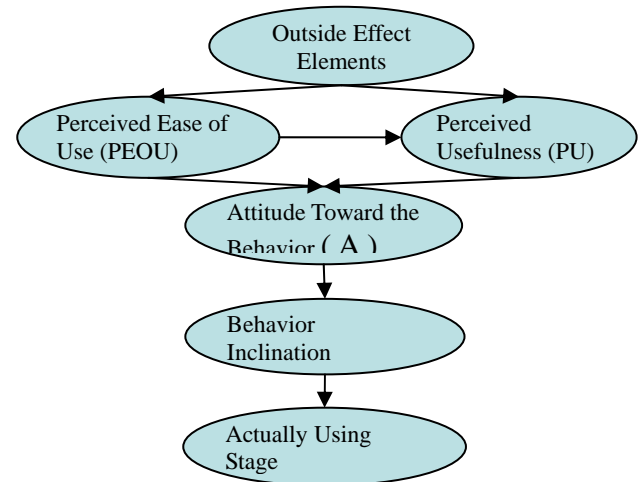 Outside Effect
Elements
Perceived Ease of
Use (PEOU)
Perceived
Usefulness (PU)
Attitude Toward the
Behavior ( A )
Behavior
Inclination
Actually Using
Stage